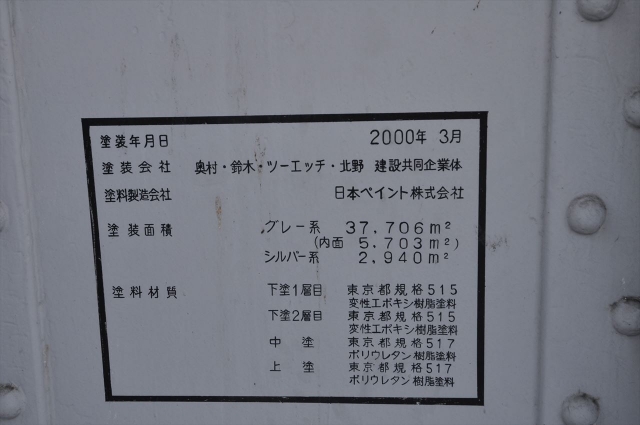 塗装年月日 2000年 3月
塗装会社 奥村・鈴木・ツーエッチ・北野 建設共同企業体
塗料製造会社 日本ペイント株式会社
塗装面積 グレー系 37,706m²
(内面 5,703m²)
シルバー系 2,940m²
塗料材質 下塗1層目 東京都規格515
変性エポキシ樹脂塗料
下塗2層目 東京都規格515
変性エポキシ樹脂塗料
中塗 東京都規格517
ポリウレタン樹脂塗料
上塗 東京都規格517
ポリウレタン樹脂塗料